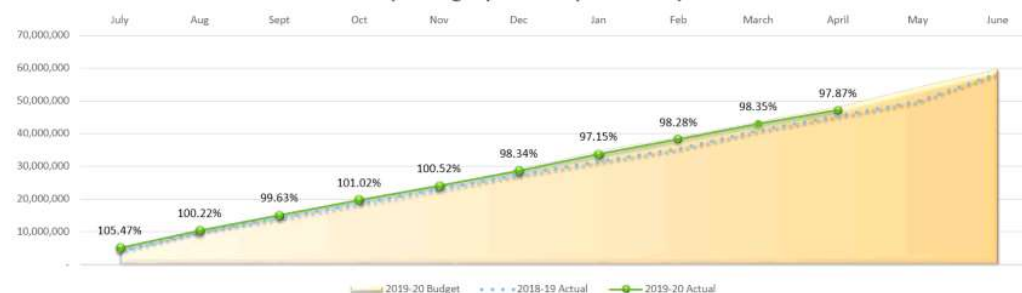 July Aug Sept Oct Nov Dec Jan Feb March April May June
70,000,000
60,000,000
50,000,000
40,000,000
30,000,000
20,000,000
10,000,000
-
105.47% 100.22% 99.63% 101.02% 100.52% 98.34% 97.15% 98.28% 98.35% 97.87%
2019-20 Budget 2018-19 Actual 2019-20 Actual